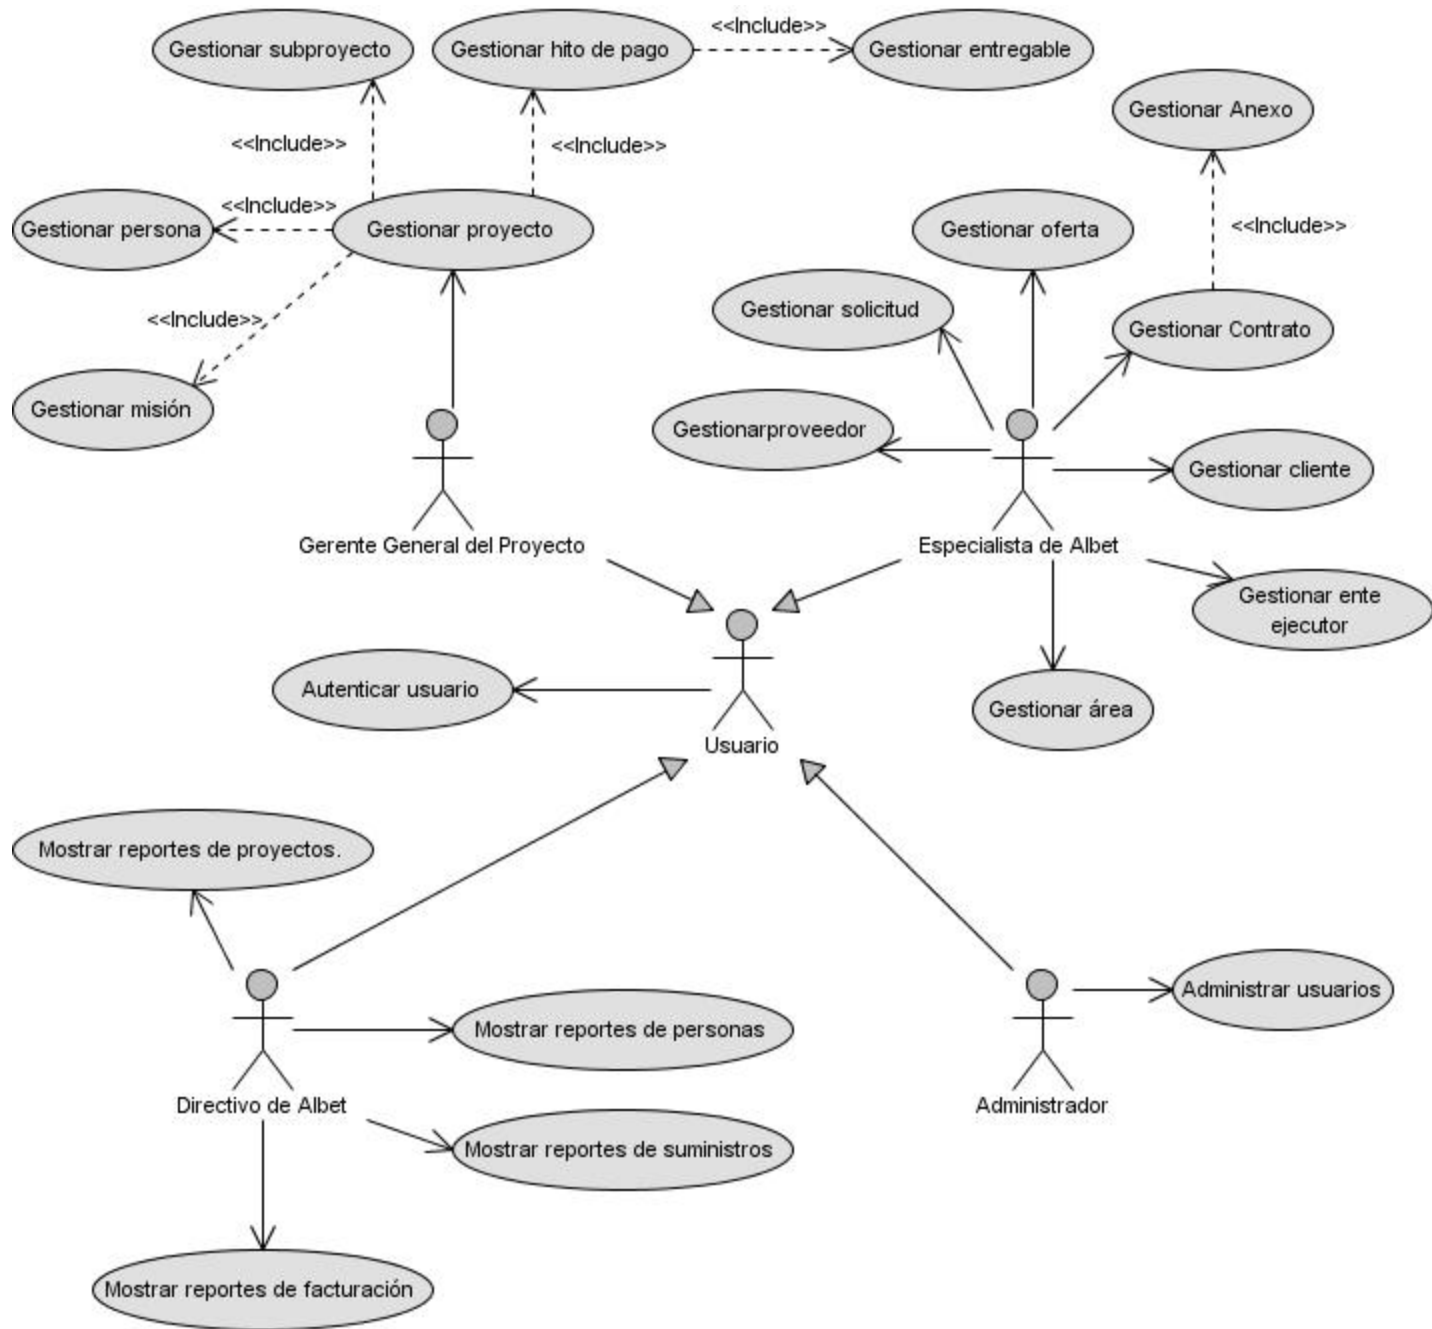 <<Include>>
Gestionar subproyecto
Gestionar hito de pago
Gestionar entregable
Gestionar Anexo
<<Include>>
<<Include>>
<<Include>>
Gestionar persona
Gestionar proyecto
Gestionar oferta
<<Include>>
Gestionar solicitud
<<Include>>
Gestionar Contrato
Gestionar misión
Gestionarproveedor
Gestionar cliente
Gerente General del Proyecto
Especialista de Albet
Gestionar ente
ejecutor
Autenticar usuario
Gestionar área
Usuario
Mostrar reportes de proyectos.
Administrar usuarios
Mostrar reportes de personas
Directivo de Albet
Administrador
Mostrar reportes de suministros
Mostrar reportes de facturación